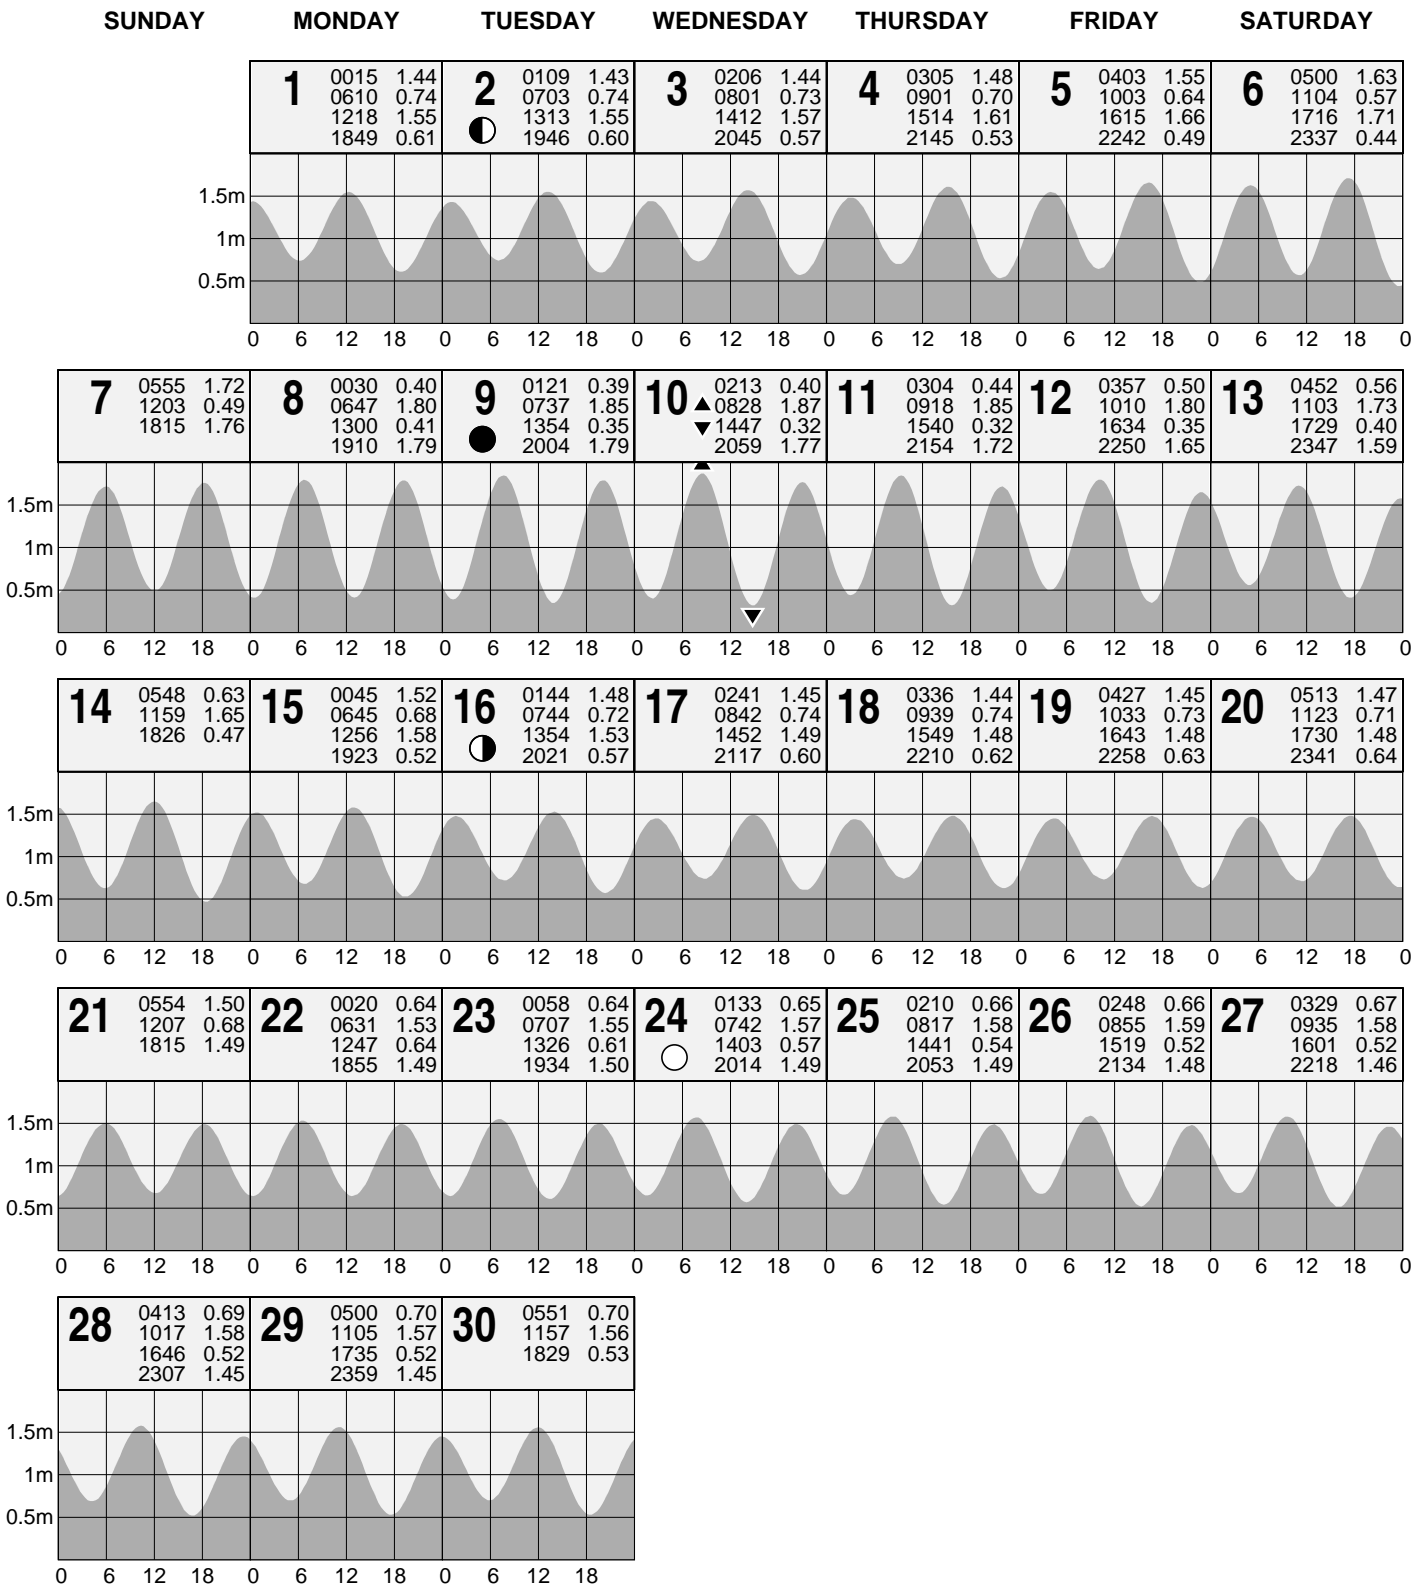 SUNDAY MONDAY TUESDAY WEDNESDAY THURSDAY FRIDAY SATURDAY
1 0015 1.44
0610 0.74
1218 1.55
1849 0.61
2 0109 1.43
0703 0.74
1313 1.55
1946 0.60
3 0206 1.44
0801 0.73
1412 1.57
2045 0.57
4 0305 1.48
0901 0.70
1514 1.61
2145 0.53
5 0403 1.55
1003 0.64
1615 1.66
2242 0.49
6 0500 1.63
1104 0.57
1716 1.71
2337 0.44
1.5m
1m
0.5m
0 6 12 18 0 6 12 18 0 6 12 18 0 6 12 18 0 6 12 18 0 6 12 18 0
7 0555 1.72
1203 0.49
1815 1.76
8 0030 0.40
0647 1.80
1300 0.41
1910 1.79
9 0121 0.39
0737 1.85
1354 0.35
2004 1.79
10 0213 0.40
0828 1.87
1447 0.32
2059 1.77
11 0304 0.44
0918 1.85
1540 0.32
2154 1.72
12 0357 0.50
1010 1.80
1634 0.35
2250 1.65
13 0452 0.56
1103 1.73
1729 0.40
2347 1.59
1.5m
1m
0.5m
0 6 12 18 0 6 12 18 0 6 12 18 0 6 12 18 0 6 12 18 0 6 12 18 0 6 12 18 0
14 0548 0.63
1159 1.65
1826 0.47
15 0045 1.52
0645 0.68
1256 1.58
1923 0.52
16 0144 1.48
0744 0.72
1354 1.53
2021 0.57
17 0241 1.45
0842 0.74
1452 1.49
2117 0.60
18 0336 1.44
0939 0.74
1549 1.48
2210 0.62
19 0427 1.45
1033 0.73
1643 1.48
2258 0.63
20 0513 1.47
1123 0.71
1730 1.48
2341 0.64
1.5m
1m
0.5m
0 6 12 18 0 6 12 18 0 6 12 18 0 6 12 18 0 6 12 18 0 6 12 18 0 6 12 18 0
21 0554 1.50
1207 0.68
1815 1.49
22 0020 0.64
0631 1.53
1247 0.64
1855 1.49
23 0058 0.64
0707 1.55
1326 0.61
1934 1.50
24 0133 0.65
0742 1.57
1403 0.57
2014 1.49
25 0210 0.66
0817 1.58
1441 0.54
2053 1.49
26 0248 0.66
0855 1.59
1519 0.52
2134 1.48
27 0329 0.67
0935 1.58
1601 0.52
2218 1.46
1.5m
1m
0.5m
0 6 12 18 0 6 12 18 0 6 12 18 0 6 12 18 0 6 12 18 0 6 12 18 0 6 12 18 0
28 0413 0.69
1017 1.58
1646 0.52
2307 1.45
29 0500 0.70
1105 1.57
1735 0.52
2359 1.45
30 0551 0.70
1157 1.56
1829 0.53
1.5m
1m
0.5m
0 6 12 18 0 6 12 18 0 6 12 18